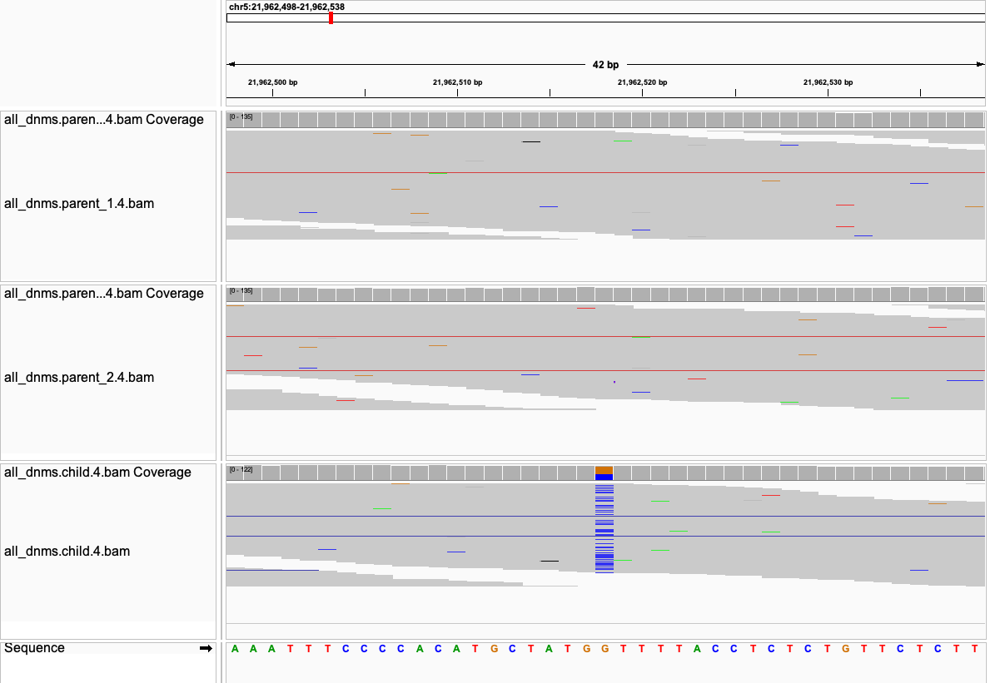 chr5:21,962,498-21,962,538
42 bp
21,962,500 bp 21,962,510 bp 21,962,520 bp 21,962,530 bp
all_dnms.paren...4.bam Coverage
[0 - 135]
all_dnms.parent_1.4.bam
all_dnms.paren...4.bam Coverage
[0 - 135]
all_dnms.parent_2.4.bam
all_dnms.child.4.bam Coverage
[0 - 122]
all_dnms.child.4.bam
Sequence
A A A T T T C C C C A C A T G C T A T G G T T T T A C C T C T C T G T T C T C T T